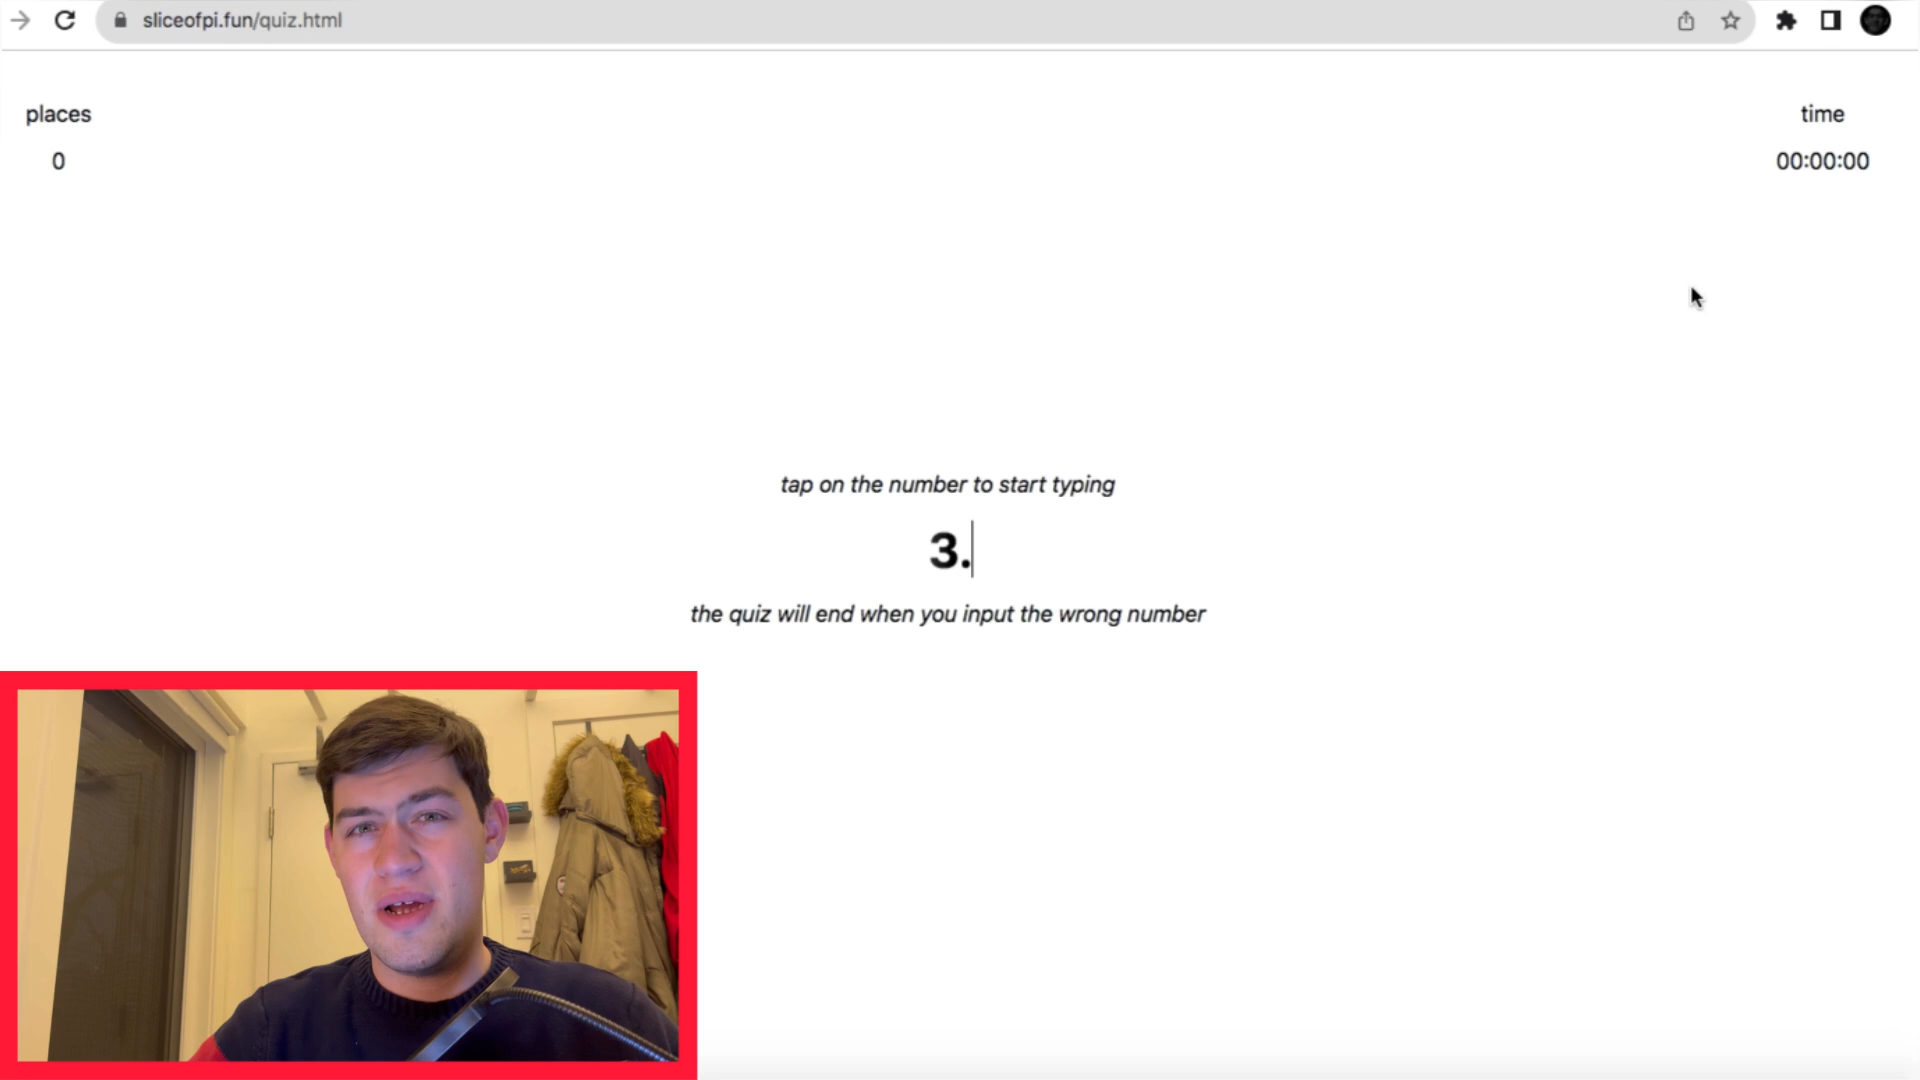 sliceofpi.fun/quiz.html
places
time
0
00:00:00
tap on the number to start typing
3.
the quiz will end when you input the wrong number